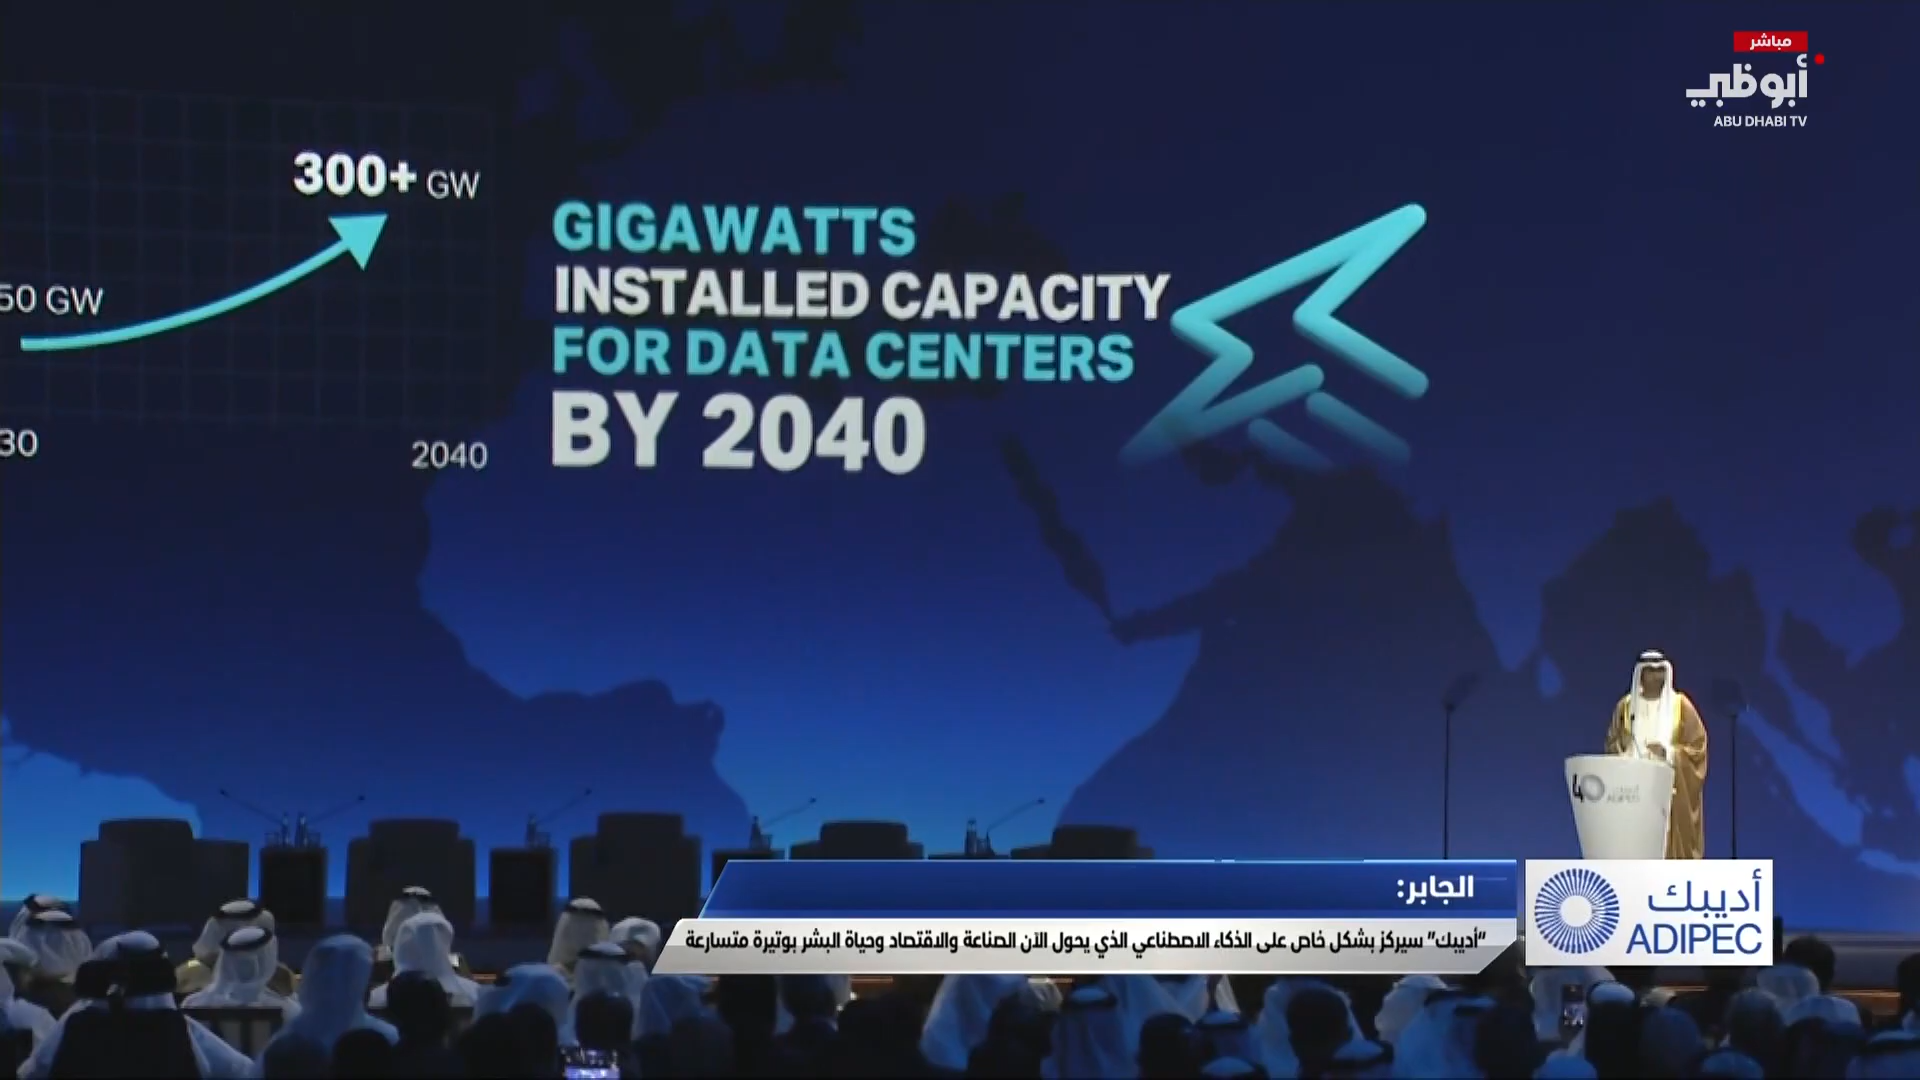 مباشر
أبوظبي
ABU DHABI TV
300+ GW
50 GW
30
2040
GIGAWATTS
INSTALLED CAPACITY
FOR DATA CENTERS
BY 2040
40
ADIPEC
الجابر:
"أديبك" سيركز بشكل خاص على الذكاء الاصطناعي الذي يحول الآن الصناعة والاقتصاد وحياة البشر بوتيرة متسارعة
أديبك
ADIPEC